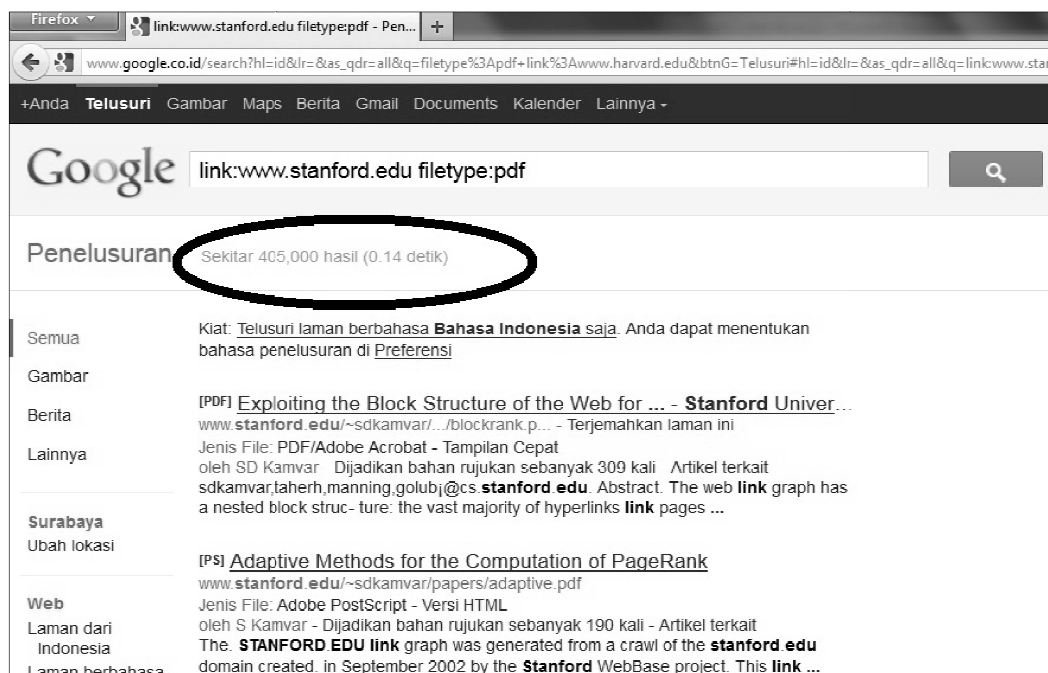 Firefox
link:www.stanford.edu filetype:pdf - Pen...
www.google.co.id/search?hl=id&lr=&as_qdr=all&q=filetype%3Apdf+link%3Awww.harvard.edu&btnG=Telusuri#hl=id&lr=&as_qdr=all&q=link:www.sta
+Anda Telusuri Gambar Maps Berita Gmail Documents Kalender Lainnya
Google link:www.stanford.edu filetype:pdf
Penelusuran Sekitar 405,000 hasil (0.14 detik)
Semua
Gambar
Berita
Lainnya
Surabaya
Ubah lokasi
Web
Laman dari
Indonesia
Laman berbahasa
Kiat: Telusuri laman berbahasa Bahasa Indonesia saja. Anda dapat menentukan
bahasa penelusuran di Preferensi
[PDF] Exploiting the Block Structure of the Web for ... - Stanford Univer...
www.stanford.edu/~sdkamvar/.../blockrank.p... - Terjemahkan laman ini
Jenis File: PDF/Adobe Acrobat - Tampilan Cepat
oleh SD Kamvar Dijadikan bahan rujukan sebanyak 309 kali Artikel terkait
sdkamvar,taherh,manning,golub¡@cs.stanford.edu. Abstract. The web link graph has
a nested block struc- ture: the vast majority of hyperlinks link pages ...
[PS] Adaptive Methods for the Computation of PageRank
www.stanford.edu/~sdkamvar/papers/adaptive.pdf
Jenis File: Adobe PostScript - Versi HTML
oleh S Kamvar - Dijadikan bahan rujukan sebanyak 190 kali - Artikel terkait
The. STANFORD.EDU link graph was generated from a crawl of the stanford.edu
domain created. in September 2002 by the Stanford WebBase project. This link ...